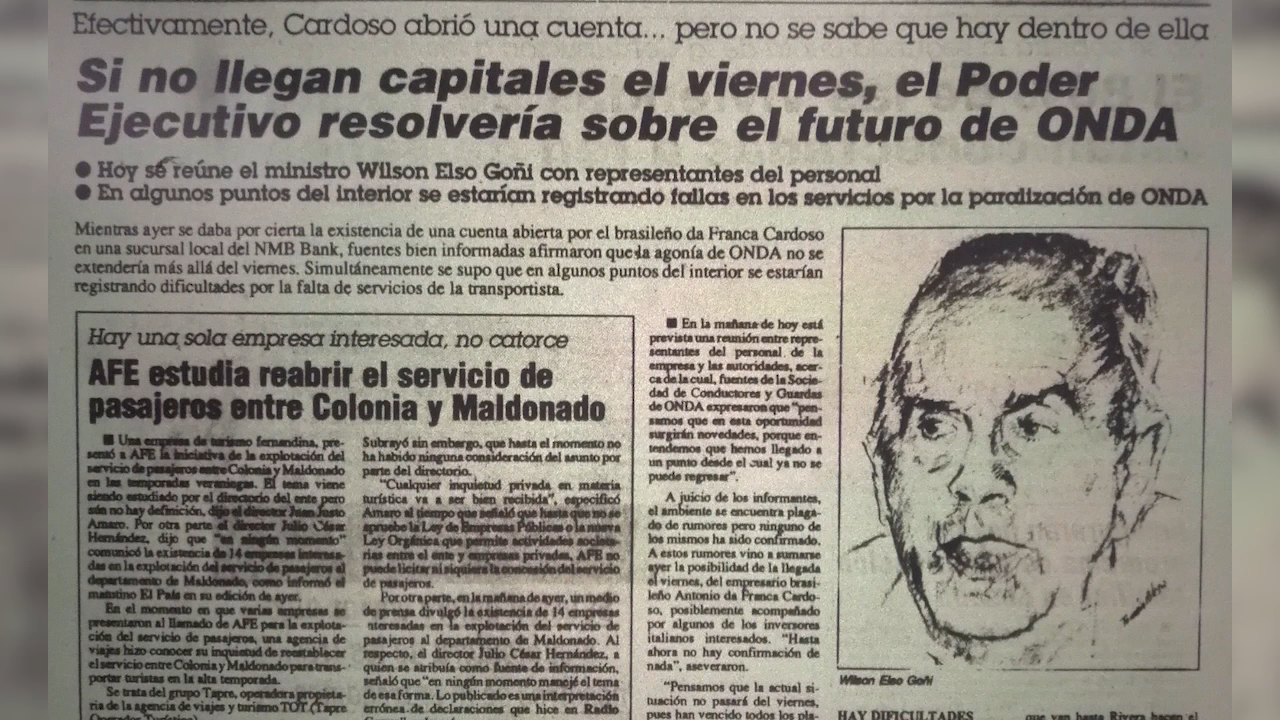 Efectivamente, Cardoso abrió una cuenta... pero no se sabe que hay dentro de ella
Si no llegan capitales el viernes, el Poder
Ejecutivo resolvería sobre el futuro de ONDA
● Hoy se reúne el ministro Wilson Elso Goñi con representantes del personal
● En algunos puntos del interior se estarían registrando fallas en los servicios por la paralización de ONDA
Mientras ayer se daba por cierta la existencia de una cuenta abierta por el brasileño da Franca Cardoso
en una sucursal local del NMB Bank, fuentes bien informadas afirmaron que la agonía de ONDA no se
extendería más allá del viernes. Simultáneamente se supo que en algunos puntos del interior se estarían
registrando dificultades por la falta de servicios de la transportista.
Hay una sola empresa interesada, no catorce
AFE estudia reabrir el servicio de
pasajeros entre Colonia y Maldonado
■ Una empresa de turismo fernandina, pre-
sentó a AFE la iniciativa de la explotación del
servicio de pasajeros entre Colonia y Maldonado
en las temporadas veraniegas. El tema viene
siendo estudiado por el directorio del ente pero
aún no hay definición, dijo el director Juan Justo
Amaro. Por otra parte el director Julio César
Hernández, dijo que "en ningún momento"
comunicó la existencia de 14 empresas interesa-
das en la explotación del servicio de pasajeros al
departamento de Maldonado, como informó el
matutino El País en su edición de ayer.
En el momento en que varias empresas se
presentaron al llamado de AFE para la explota-
ción del servicio de pasajeros, una agencia de
viajes hizo conocer su inquietud de reestablecer
el servicio entre Colonia y Maldonado para trans-
portar turistas en la alta temporada.
Se trata del grupo Tapre, operadora propieta-
ria de la agencia de viajes y turismo TOT (Tapre
Operador Turístico)
Subrayó sin embargo, que hasta el momento no
ha habido ninguna consideración del asunto por
parte del directorio.
"Cualquier inquietud privada en materia
turística va a ser bien recibida", especificó
Amaro al tiempo que señaló que hasta que no se
apruebe la Ley de Empresas Públicas o la nueva
Ley Orgánica que permite actividades societa-
rias entre el ente y empresas privadas, AFE no
puede licitar ni siquiera la concesión del servicio
de pasajeros.
Por otra parte, en la mañana de ayer, un medio
de prensa divulgó la existencia de 14 empresas
interesadas en la explotación del servicio de
pasajeros al departamento de Maldonado. Al
respecto, el director Julio César Hernández, a
quien se atribuía como fuente de información,
señaló que "en ningún momento manejé el tema
de esa forma. Lo publicado es una interpretación
errónea de declaraciones que hice en Radio
■ En la mañana de hoy está
prevista una reunión entre repre-
sentantes del personal de la
empresa y las autoridades, acer-
ca de la cual, fuentes de la Socie-
dad de Conductores y Guardas
de ONDA expresaron que "pen-
samos que en esta oportunidad
surgirán novedades, porque en-
tendemos que hemos llegado a
un punto desde el cual ya no se
puede regresar".
A juicio de los informantes,
el ambiente se encuentra plaga-
do de rumores pero ninguno de
los mismos ha sido confirmado.
A estos rumores vino a sumarse
ayer la posibilidad de la llegada
el viernes, del empresario brasi-
leño Antonio da Franca Cardo-
so, posiblemente acompañado
por algunos de los inversores
italianos interesados. "Hasta
ahora no hay confirmación de
nada", aseveraron.
"Pensamos que la actual si-
tuación no pasará del viernes,
pues han vencido todos los pla-
Wilson Elso Goñi
HAY DIFICULTADES
que van hasta Rivera hacen el